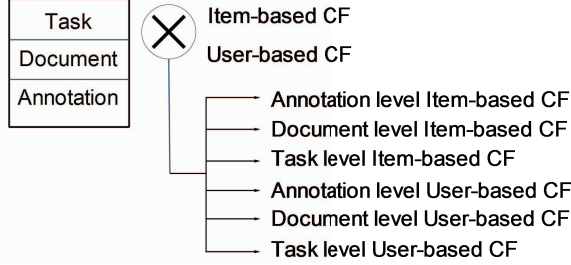 Task
Document
Annotation
Item-based CF
User-based CF
Annotation level Item-based CF
Document level Item-based CF
Task level Item-based CF
Annotation level User-based CF
Document level User-based CF
Task level User-based CF